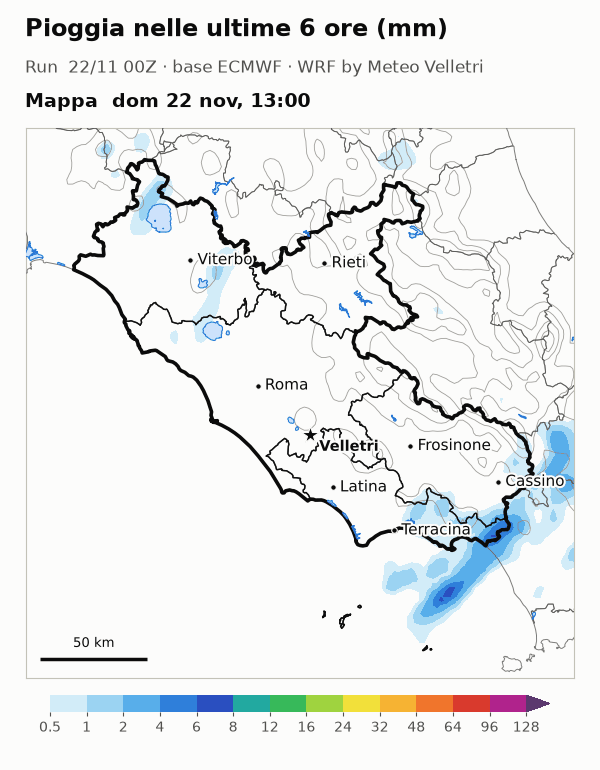 Pioggia nelle ultime 6 ore (mm)
Run  22/11 00Z · base ECMWF · WRF by Meteo Velletri
Mappa  dom 22 nov, 13:00
Viterbo
Rieti
Roma
Velletri
Frosinone
Latina
Cassino
Terracina
50 km
0.5 1 2 4 6 8 12 16 24 32 48 64 96 128